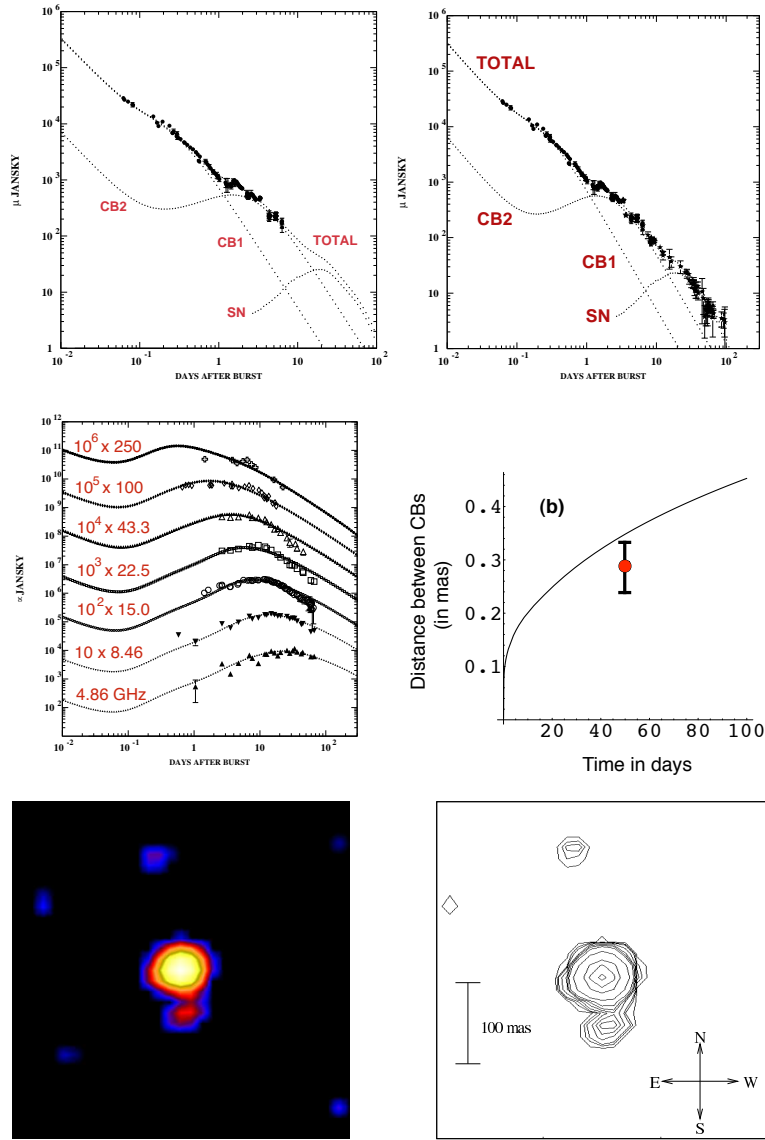 10^6
10^5
10^4
10^3
10^2
10
1
10^-2
10^-1
1
10
10^2
μ JANSKY
DAYS AFTER BURST
CB2
CB1
TOTAL
SN
10^6
10^5
10^4
10^3
10^2
10
1
10^-2
10^-1
1
10
10^2
μ JANSKY
DAYS AFTER BURST
TOTAL
CB2
CB1
SN
10^12
10^11
10^10
10^9
10^8
10^7
10^6
10^5
10^4
10^3
10^2
10^-2
10^-1
1
10
10^2
∝ JANSKY
DAYS AFTER BURST
10^6 x 250
10^5 x 100
10^4 x 43.3
10^3 x 22.5
10^2 x 15.0
10 x 8.46
4.86 GHz
(b)
0.4
0.3
0.2
0.1
20 40 60 80 100
Distance between CBs
(in mas)
Time in days
100 mas
N
E W
S